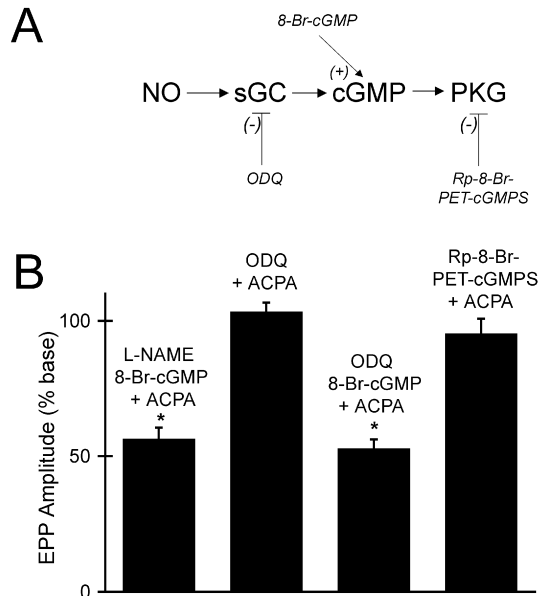 A
8-Br-cGMP
(+)
NO sGC cGMP PKG
(-) (-)
ODQ
Rp-8-Br-
PET-cGMPS
B
ODQ
+ ACPA
Rp-8-Br-
PET-cGMPS
+ ACPA
L-NAME
8-Br-cGMP
+ ACPA
*
ODQ
8-Br-cGMP
+ ACPA
*
EPP Amplitude (% base)
100
50
0